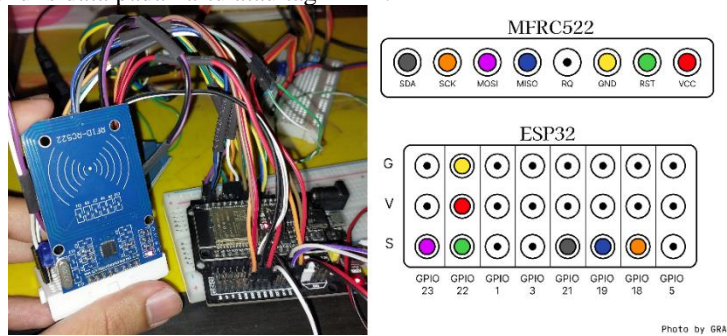 MFRC522
SDA SCK MOSI MISO RQ GND RST VCC
RFID-RC522
ESP32
G
V
S
GPIO GPIO GPIO GPIO GPIO GPIO GPIO GPIO
23 22 1 3 21 19 18 5
Photo by GRA